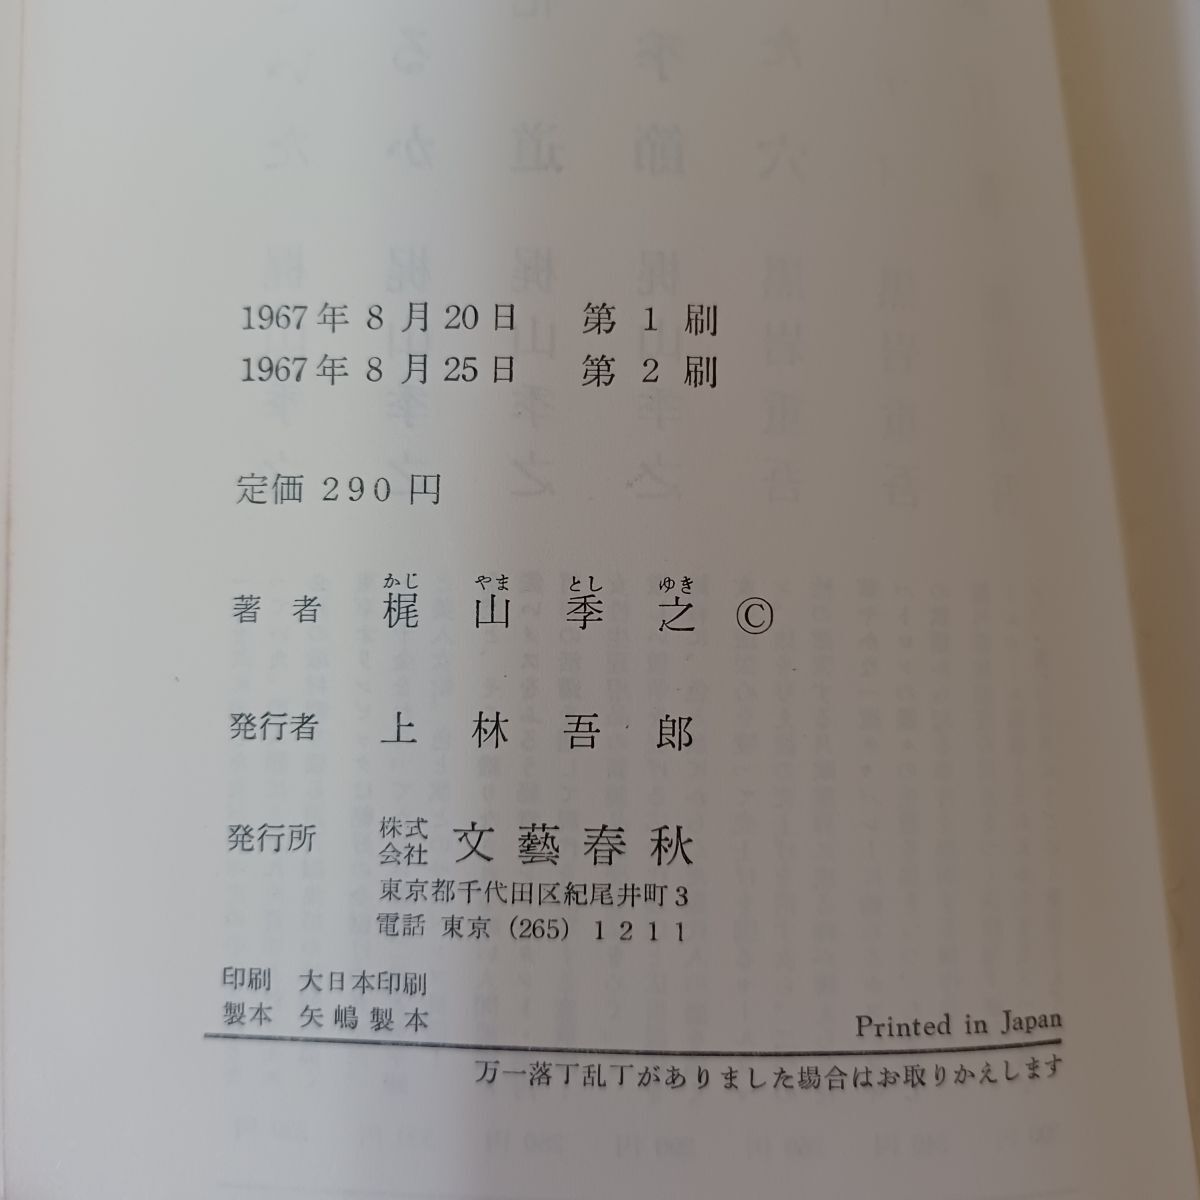 1967年8月20日 第1刷
1967年8月25日 第2刷
定価 290円
かじ やま とし ゆき
著者 梶山季之 ©
発行者 上林吾郎
発行所 株式会社 文藝春秋
東京都千代田区紀尾井町3
電話 東京 (265) 1211
印刷 大日本印刷
製本 矢嶋製本
Printed in Japan
万一落丁乱丁がありました場合はお取りかえします